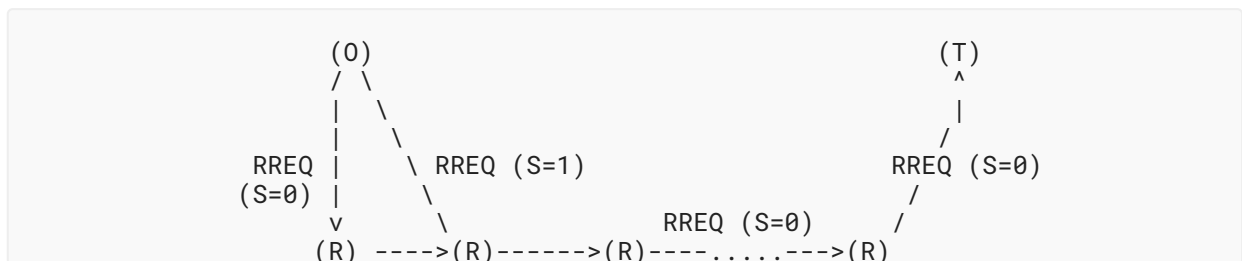 (O) (T)
/ \ ^
| \ |
| \ /
RREQ | \ RREQ (S=1) RREQ (S=0)
(S=0) | \ /
v \ RREQ (S=0) /
(R) ---->(R)------>(R)----.....--->(R)